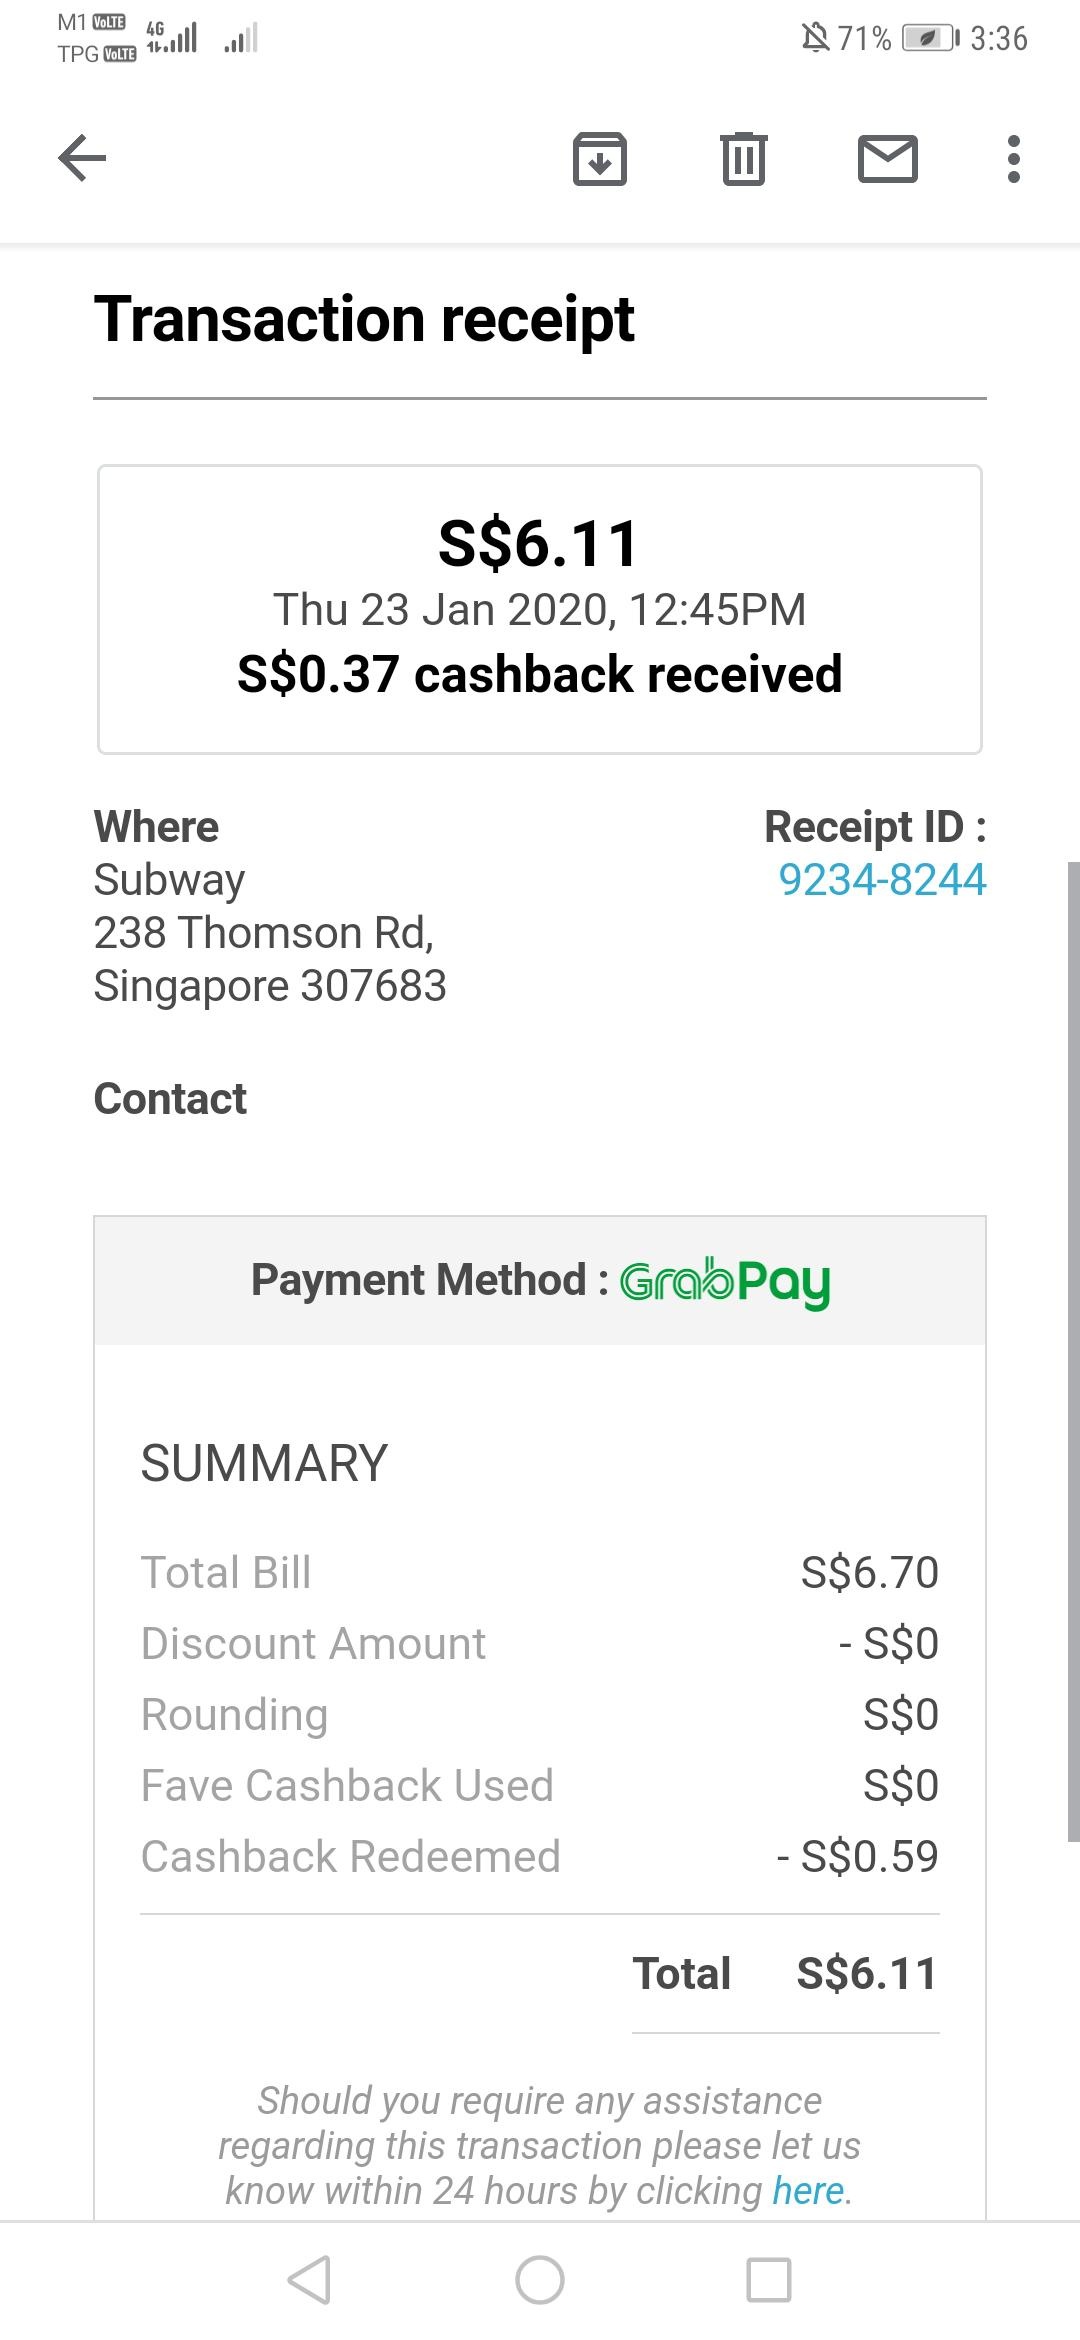 M1 VoLTE 4G 71% 3:36
TPG VoLTE
Transaction receipt
S$6.11
Thu 23 Jan 2020, 12:45PM
S$0.37 cashback received
Where
Receipt ID :
Subway
9234-8244
238 Thomson Rd,
Singapore 307683
Contact
Payment Method : GrabPay
SUMMARY
Total Bill S$6.70
Discount Amount - S$0
Rounding S$0
Fave Cashback Used S$0
Cashback Redeemed - S$0.59
Total S$6.11
Should you require any assistance
regarding this transaction please let us
know within 24 hours by clicking here.